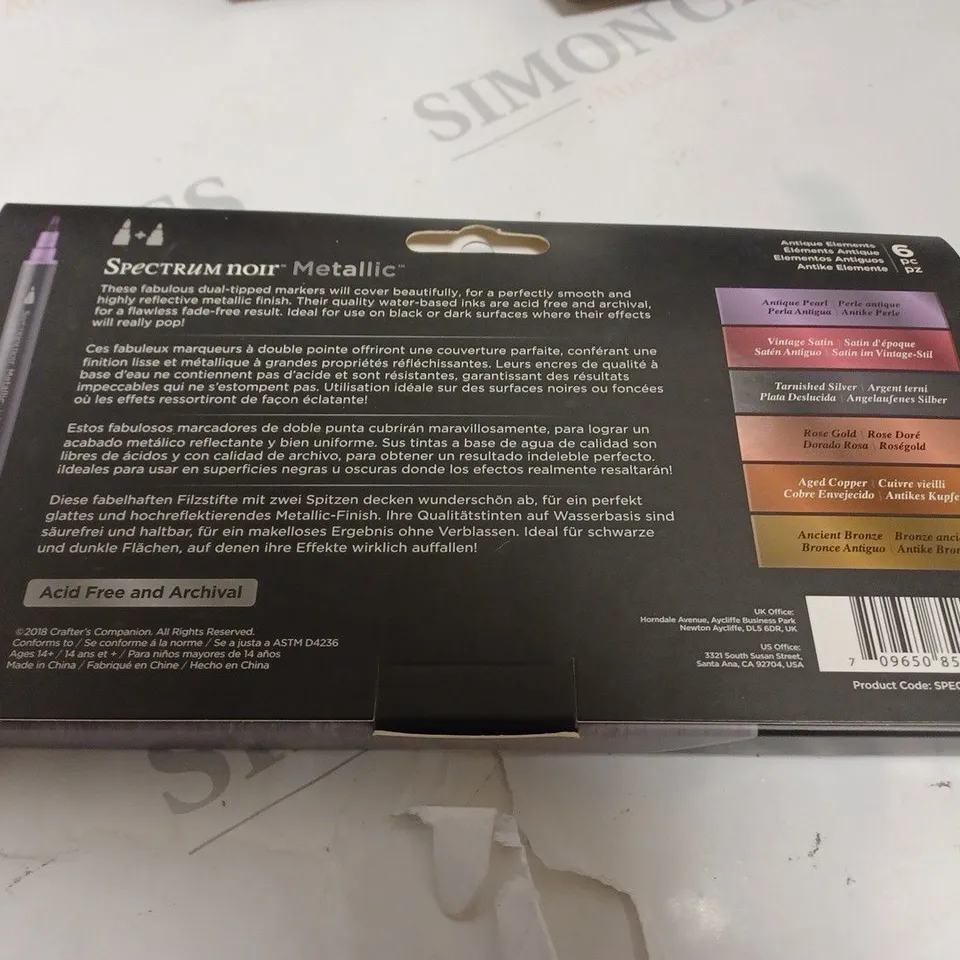 SIMON
SPECTRUM NOIR™ Metallic™
These fabulous dual-tipped markers will cover beautifully, for a perfectly smooth and
highly reflective metallic finish. Their quality water-based inks are acid free and archival,
for a flawless fade-free result. Ideal for use on black or dark surfaces where their effects
will really pop!
Ces fabuleux marqueurs à double pointe offriront une couverture parfaite, conférant une
finition lisse et métallique à grandes propriétés réfléchissantes. Leurs encres de qualité à
base d'eau ne contiennent pas d'acide et sont résistantes, garantissant des résultats
impeccables qui ne s'estompent pas. Utilisation idéale sur des surfaces noires ou foncées
où les effets ressortiront de façon éclatante!
Estos fabulosos marcadores de doble punta cubrirán maravillosamente, para lograr un
acabado metálico reflectante y bien uniforme. Sus tintas a base de agua de calidad son
libres de ácidos y con calidad de archivo, para obtener un resultado indeleble perfecto.
¡Ideales para usar en superficies negras u oscuras donde los efectos realmente resaltarán!
Diese fabelhaften Filzstifte mit zwei Spitzen decken wunderschön ab, für ein perfekt
glattes und hochreflektierendes Metallic-Finish. Ihre Qualitätstinten auf Wasserbasis sind
säurefrei und haltbar, für ein makelloses Ergebnis ohne Verblassen. Ideal für schwarze
und dunkle Flächen, auf denen ihre Effekte wirklich auffallen!
Acid Free and Archival
©2018 Crafter's Companion. All Rights Reserved.
Conforms to / Se conforme á la norme / Se a justa a ASTM D4236
Ages 14+ / 14 ans et + / Para niños mayores de 14 años
Made in China / Fabriqué en Chine / Hecho en China
Antique Elements
Éléments Antique
Elementos Antiguos
Antike Elemente
6
pc
pz
Antique Pearl | Perle antique
Perla Antigua | Antike Perle
Vintage Satin | Satin d'époque
Satén Antiguo | Satin im Vintage-Stil
Tarnished Silver | Argent terni
Plata Deslucida | Angelaufenes Silber
Rose Gold | Rose Doré
Dorado Rosa | Roségold
Aged Copper | Cuivre vieilli
Cobre Envejecido | Antikes Kupfe
Ancient Bronze | Bronze anci
Bronce Antiguo | Antike Bron
UK Office:
Horndale Avenue, Aycliffe Business Park
Newton Aycliffe, DL5 6DR, UK
US Office:
3321 South Susan Street,
Santa Ana, CA 92704, USA
7 09650 85
Product Code: SPEC